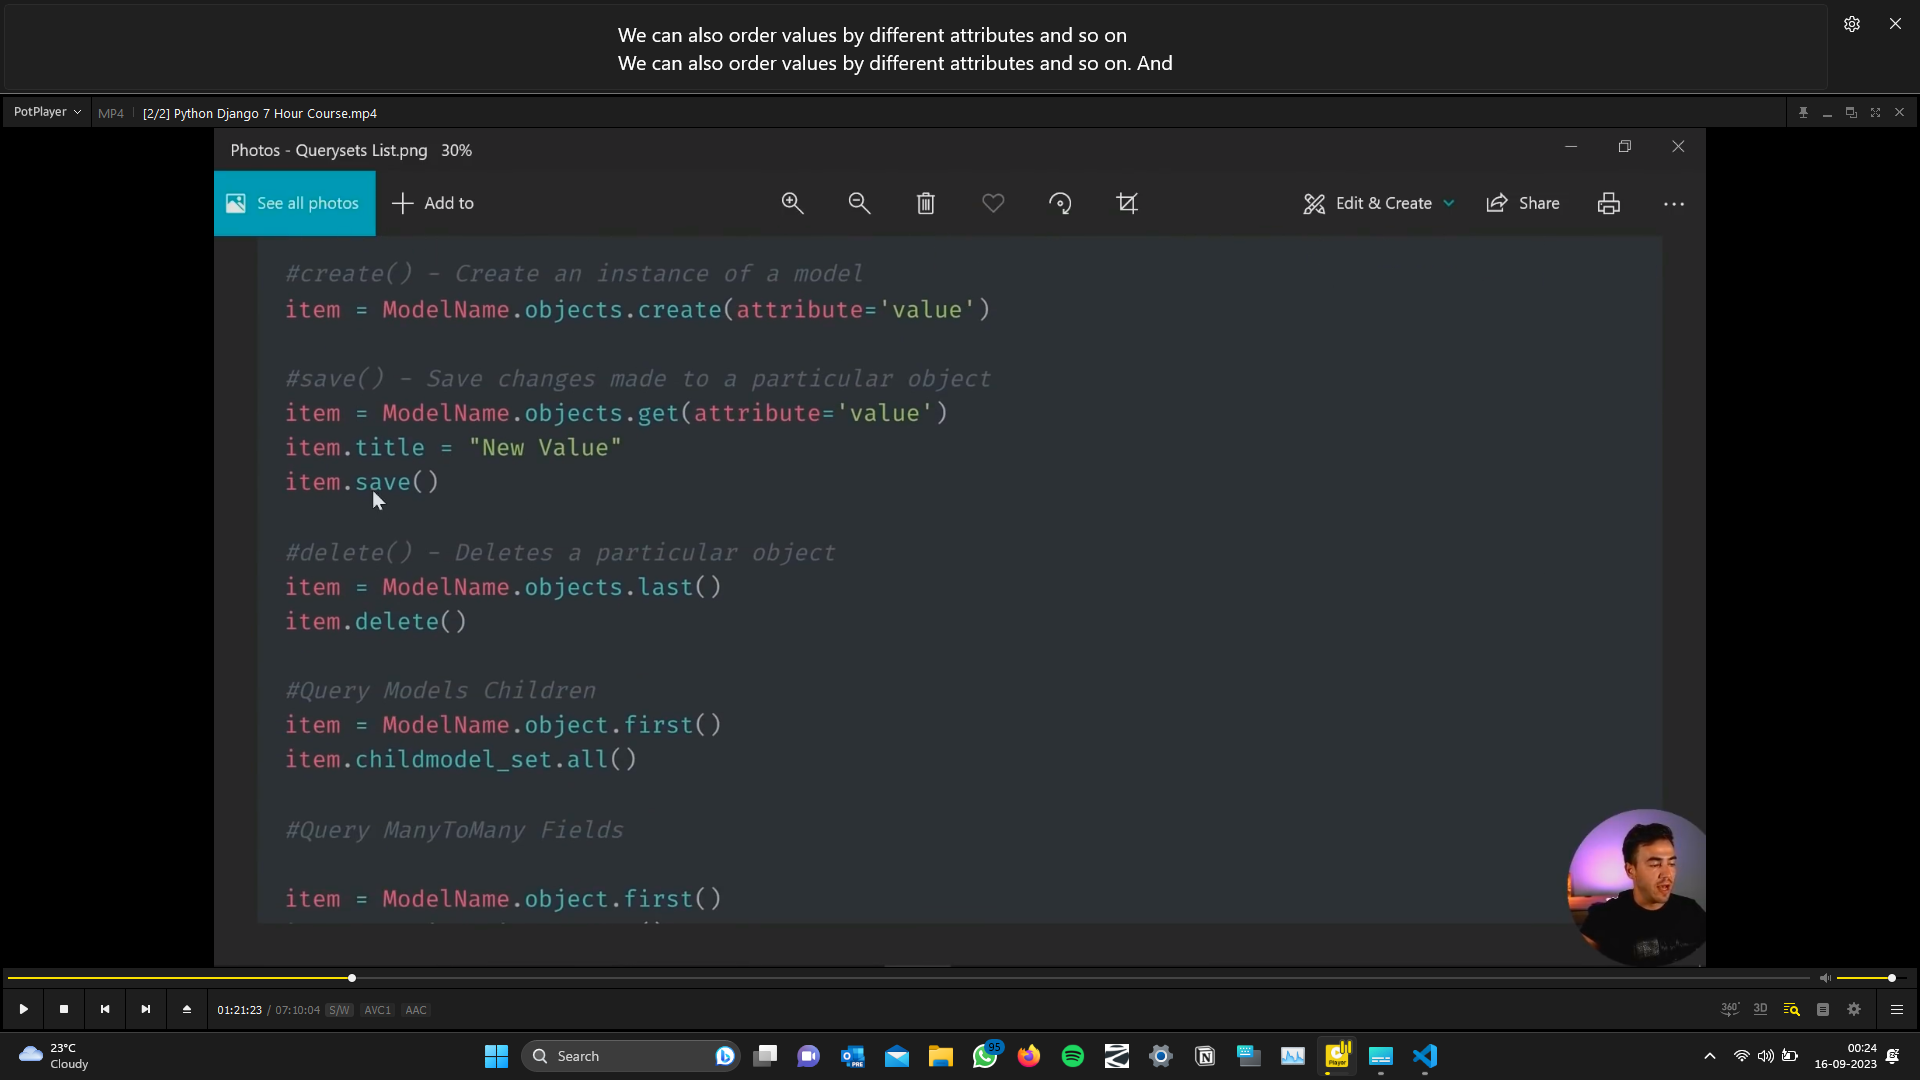 We can also order values by different attributes and so on
We can also order values by different attributes and so on. And
PotPlayer
MP4
[2/2] Python Django 7 Hour Course.mp4
Photos - Querysets List.png 30%
See all photos
Add to
Edit & Create
Share
#create() - Create an instance of a model
item = ModelName.objects.create(attribute='value')
#save() - Save changes made to a particular object
item = ModelName.objects.get(attribute='value')
item.title = "New Value"
item.save()
#delete() - Deletes a particular object
item = ModelName.objects.last()
item.delete()
#Query Models Children
item = ModelName.object.first()
item.childmodel_set.all()
#Query ManyToMany Fields
item = ModelName.object.first()
01:21:23 / 07:10:04 S/W AVC1 AAC
360°
3D
23°C
Cloudy
Search
95
00:24
16-09-2023